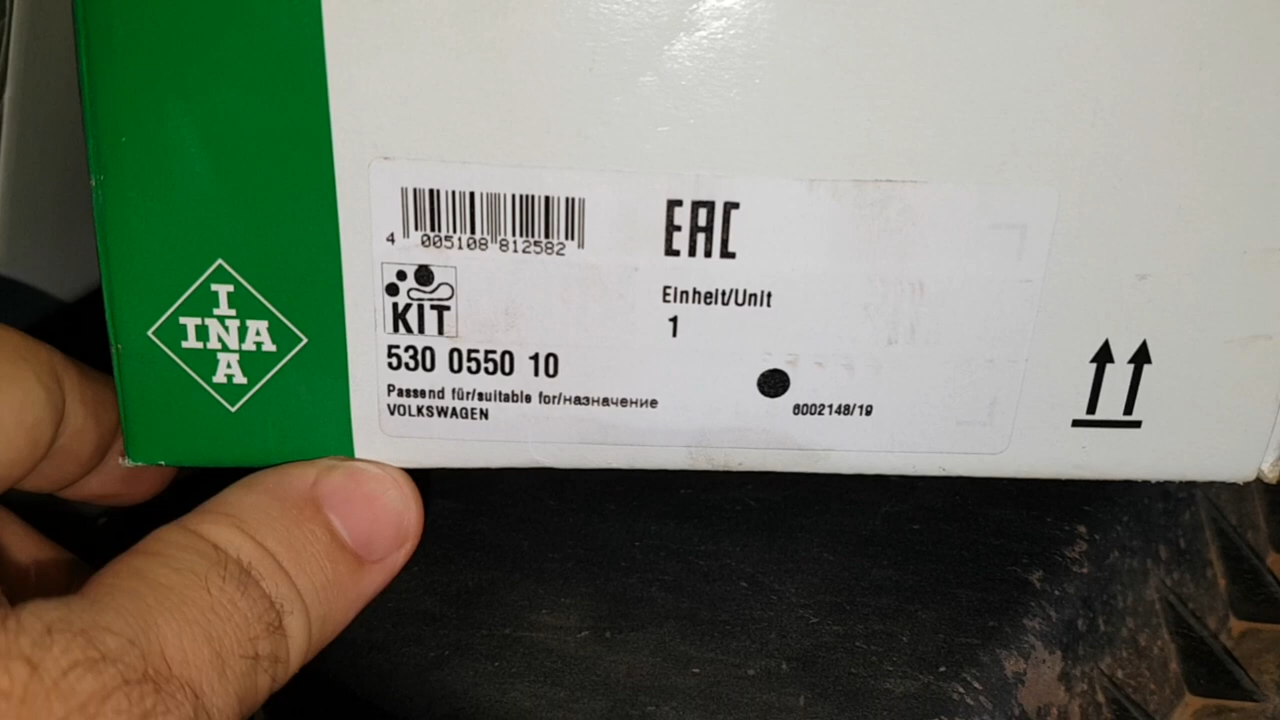 INA
INA
4 005108 812582
EAC
KIT
Einheit/Unit
1
530 0550 10
Passend für/suitable for/назначение
VOLKSWAGEN
6002148/19